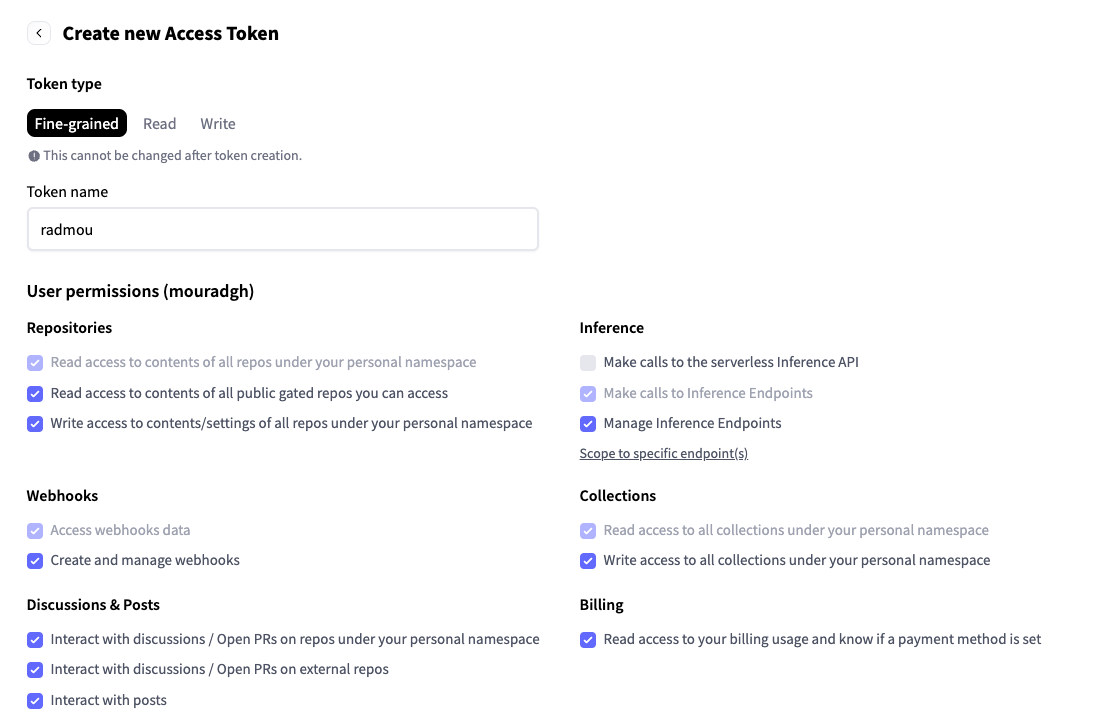 Create new Access Token
Token type
Fine-grained Read Write
This cannot be changed after token creation.
Token name
radmou
User permissions (mouradgh)
Repositories
Read access to contents of all repos under your personal namespace
Read access to contents of all public gated repos you can access
Write access to contents/settings of all repos under your personal namespace
Inference
Make calls to the serverless Inference API
Make calls to Inference Endpoints
Manage Inference Endpoints
Scope to specific endpoint(s)
Webhooks
Access webhooks data
Create and manage webhooks
Collections
Read access to all collections under your personal namespace
Write access to all collections under your personal namespace
Discussions & Posts
Interact with discussions / Open PRs on repos under your personal namespace
Interact with discussions / Open PRs on external repos
Interact with posts
Billing
Read access to your billing usage and know if a payment method is set